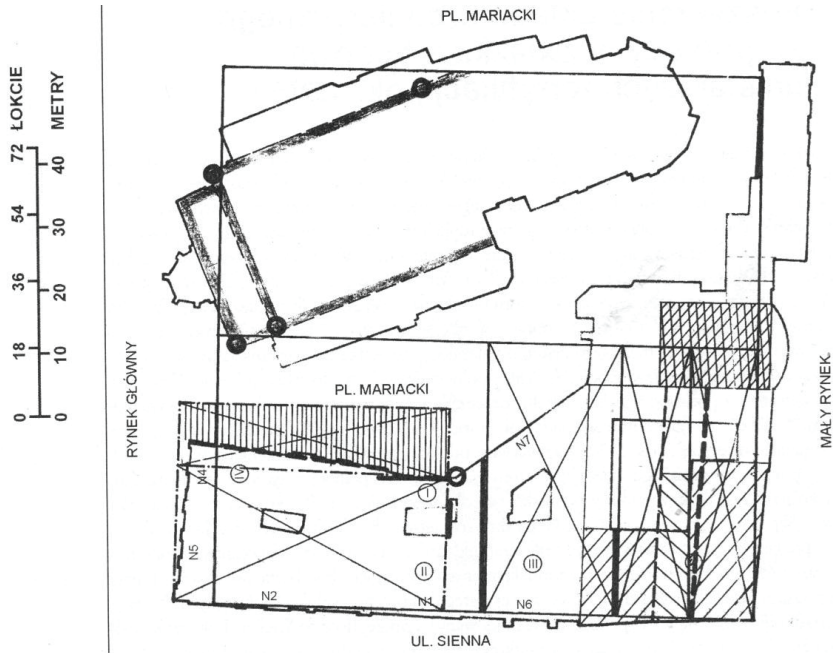 PL. MARIACKI
ŁOKCIE
METRY
72
54
36
18
0
40
30
20
10
0
RYNEK GŁÓWNY
PL. MARIACKI
MAŁY RYNEK.
N7
N4
IV
I
N5
II
III
N2
N1
N6
UL. SIENNA